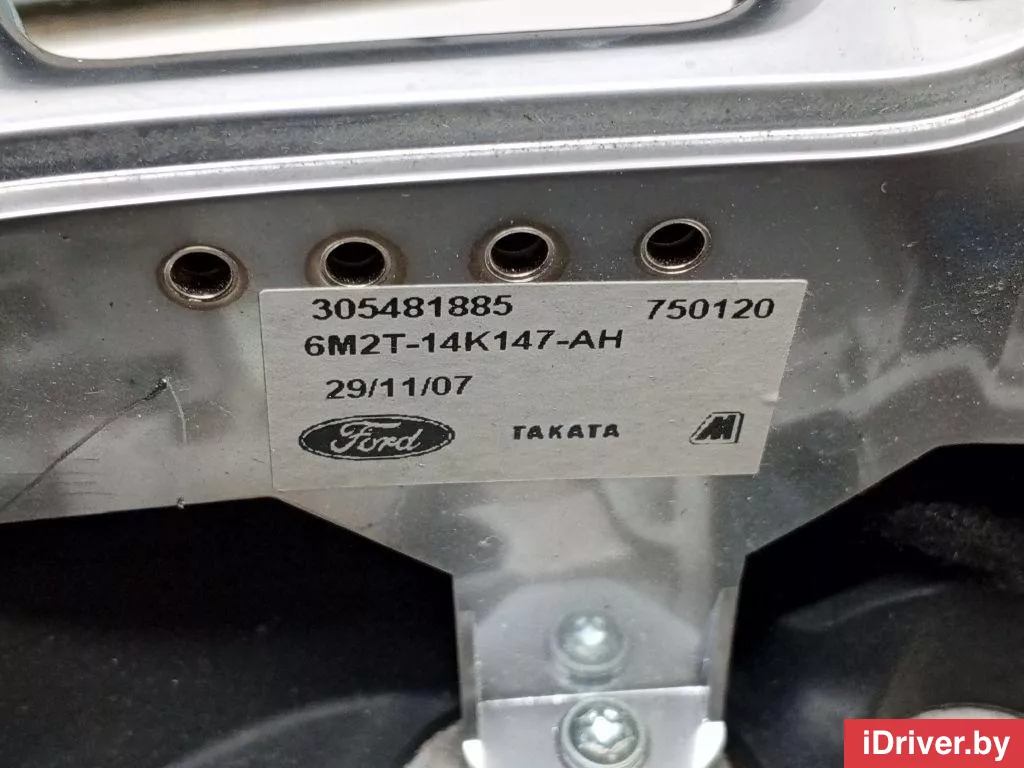 305481885 750120
6M2T-14K147-AH
29/11/07
Ford TAKATA M
iDriver.by